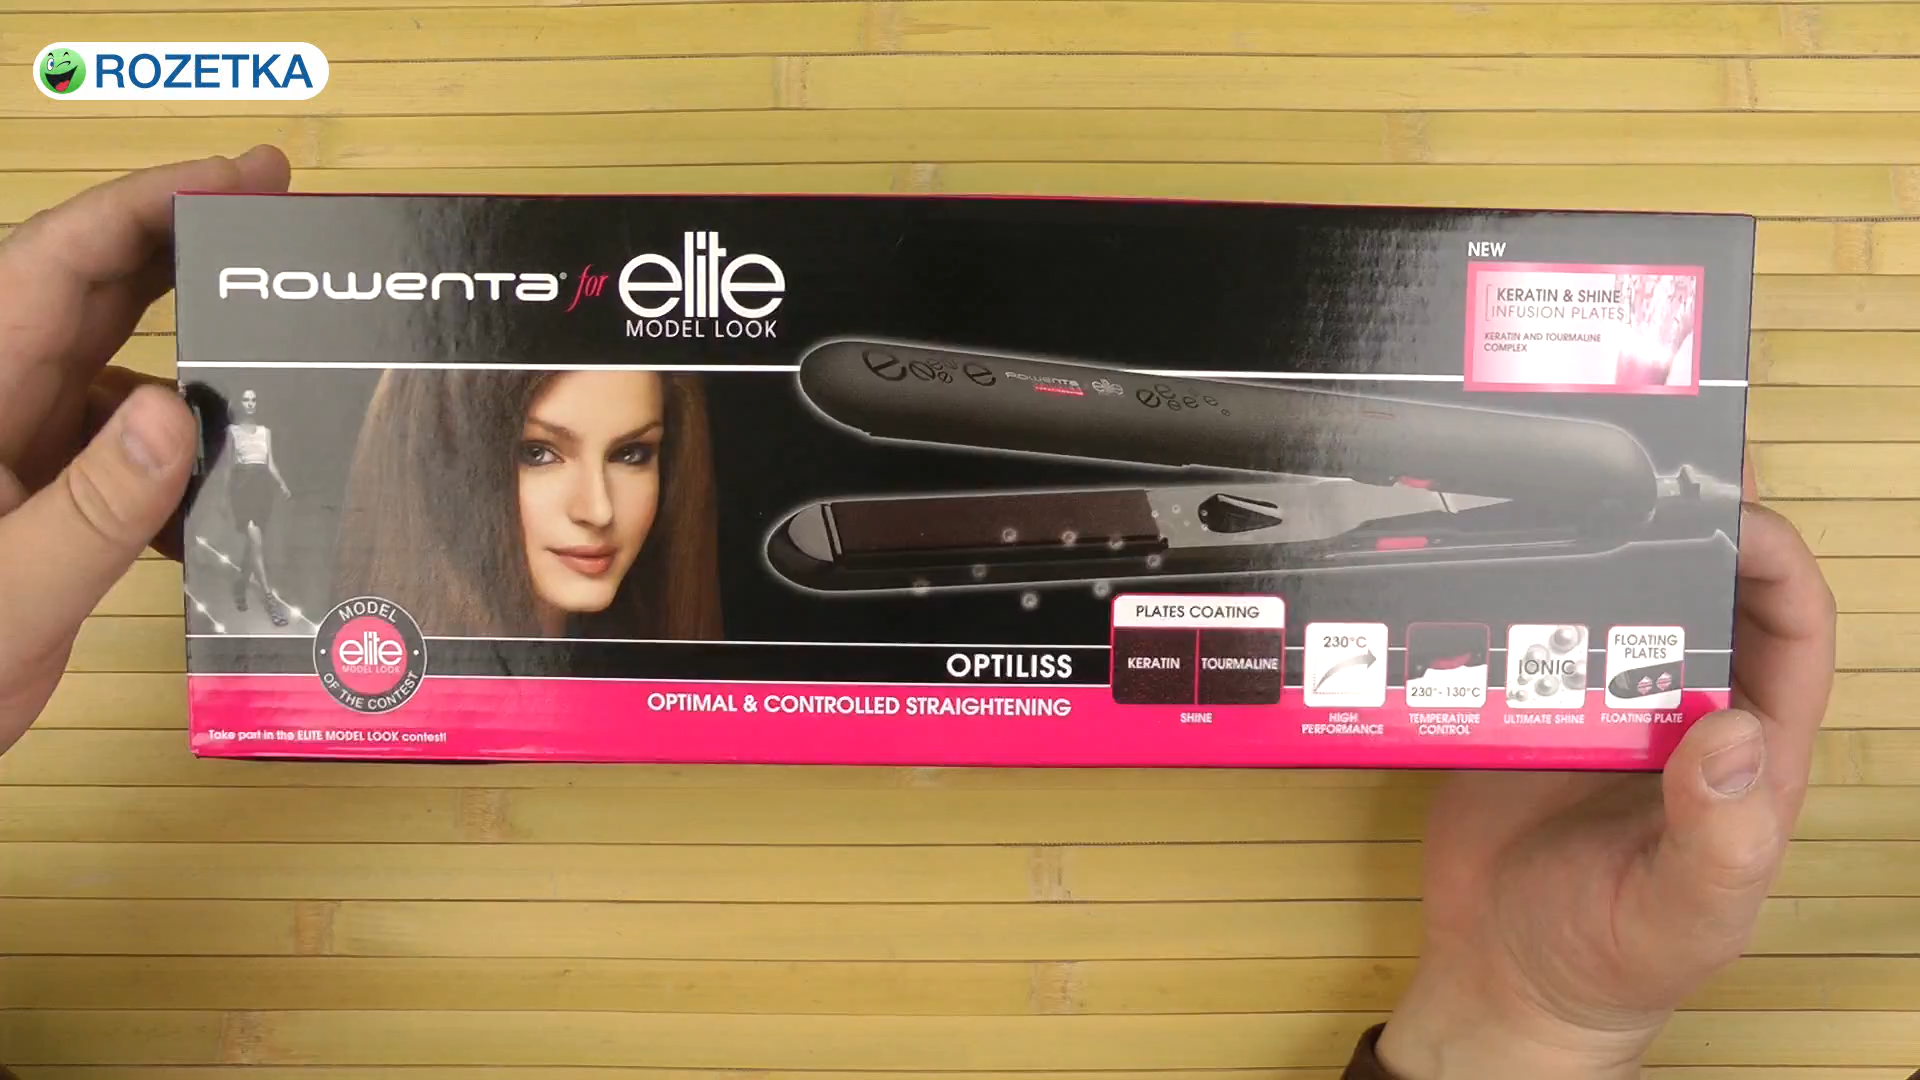 ROZETKA
ROWENTA® for elite
MODEL LOOK
NEW
KERATIN & SHINE
INFUSION PLATES
KERATIN AND TOURMALINE
COMPLEX
ROWENTA elite
MODEL
elite
MODEL LOOK
OF THE CONTEST
OPTILISS
OPTIMAL & CONTROLLED STRAIGHTENING
Take part in the ELITE MODEL LOOK contest!
PLATES COATING
KERATIN TOURMALINE
SHINE
230°C
HIGH
PERFORMANCE
230°-130°C
TEMPERATURE
CONTROL
IONIC
ULTIMATE SHINE
FLOATING
PLATES
FLOATING PLATE